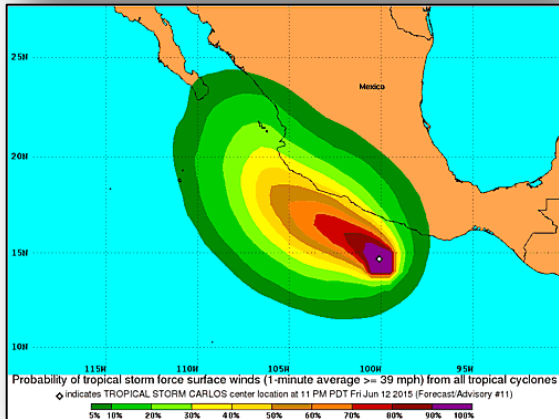 25N
Mexico
20N
15N
10N
115W 110W 105W 100W 95W
Probability of tropical storm force surface winds (1-minute average >= 39 mph) from all tropical cyclones
indicates TROPICAL STORM CARLOS center location at 11 PM PDT Fri Jun 12 2015 (Forecast/Advisory #11)
5% 10% 20% 30% 40% 50% 60% 70% 80% 90% 100%